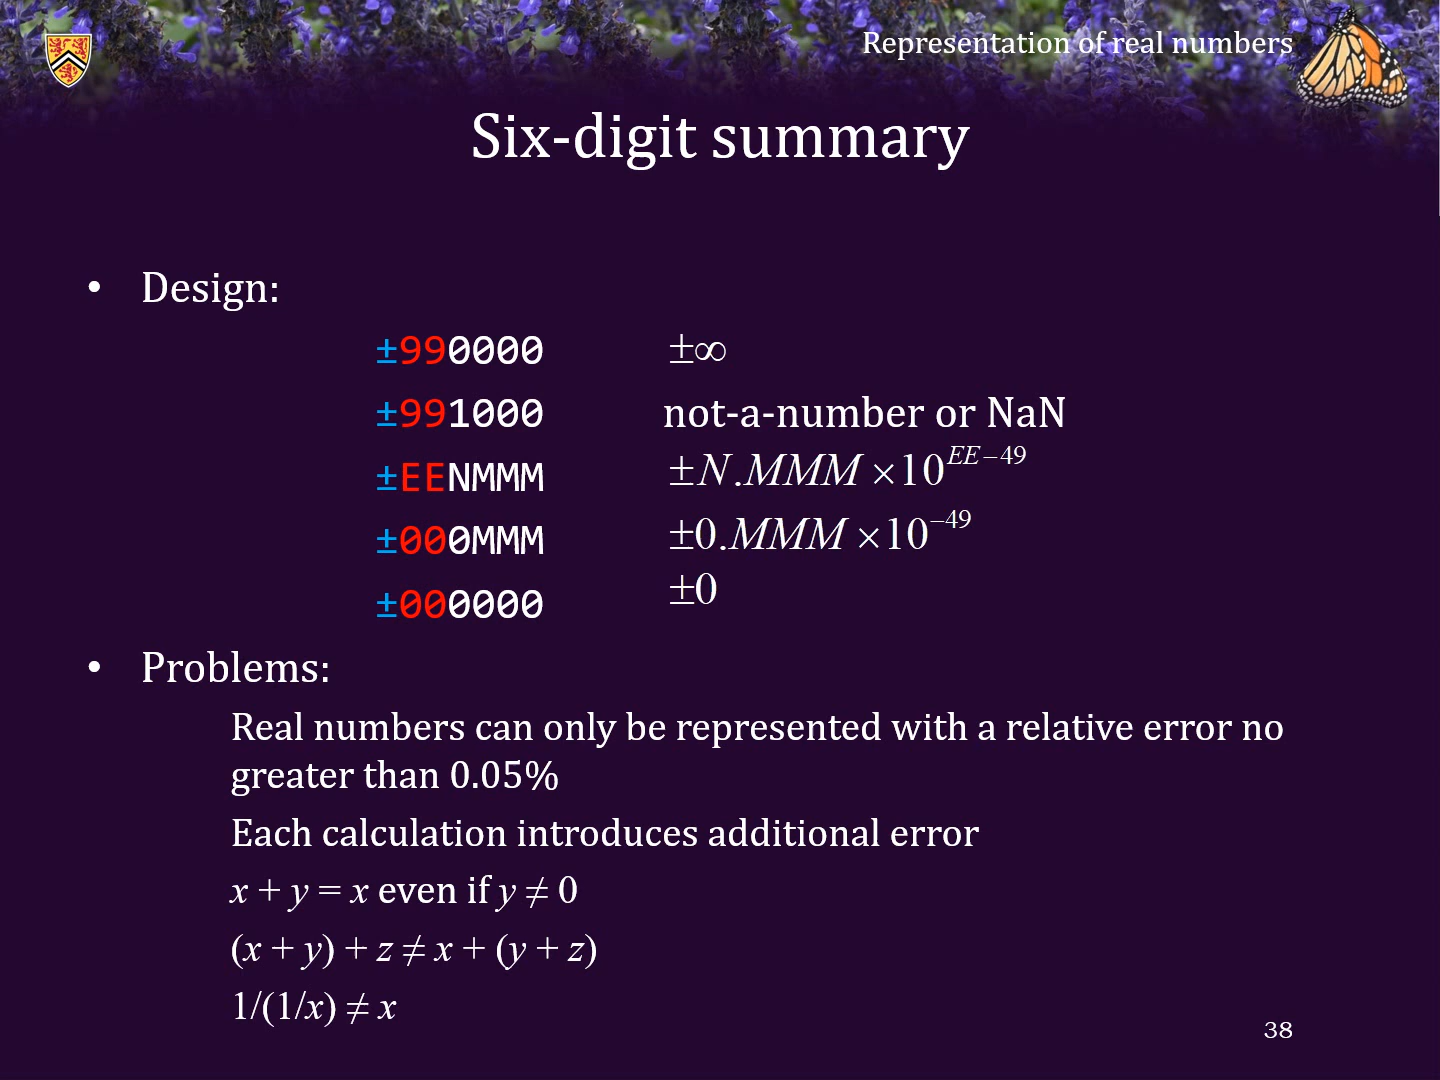 Representation of real numbers
Six-digit summary
• Design:
±990000 ±∞
±991000 not-a-number or NaN
±EENMMM ±N.MMM ×10^{EE−49}
±000MMM ±0.MMM ×10^{−49}
±000000 ±0
• Problems:
Real numbers can only be represented with a relative error no
greater than 0.05%
Each calculation introduces additional error
x + y = x even if y ≠ 0
(x + y) + z ≠ x + (y + z)
1/(1/x) ≠ x
38